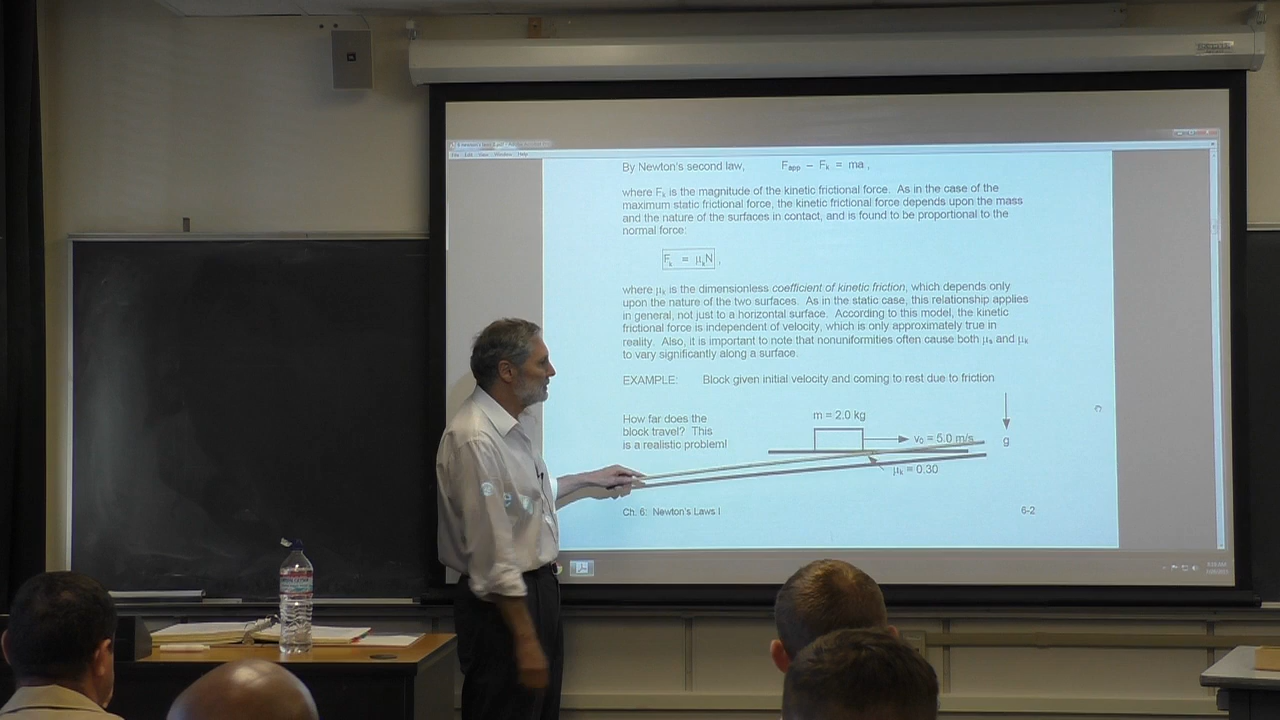 File Edit View Window Help
By Newton's second law, Fapp – Fk = ma ,
where Fk is the magnitude of the kinetic frictional force. As in the case of the
maximum static frictional force, the kinetic frictional force depends upon the mass
and the nature of the surfaces in contact, and is found to be proportional to the
normal force:
Fk = μkN ,
where μk is the dimensionless coefficient of kinetic friction, which depends only
upon the nature of the two surfaces. As in the static case, this relationship applies
in general, not just to a horizontal surface. According to this model, the kinetic
frictional force is independent of velocity, which is only approximately true in
reality. Also, it is important to note that nonuniformities often cause both μs and μk
to vary significantly along a surface.
EXAMPLE: Block given initial velocity and coming to rest due to friction
How far does the
block travel? This
is a realistic problem!
m = 2.0 kg
v0 = 5.0 m/s
g
μk = 0.30
Ch. 6: Newton's Laws I
6-2